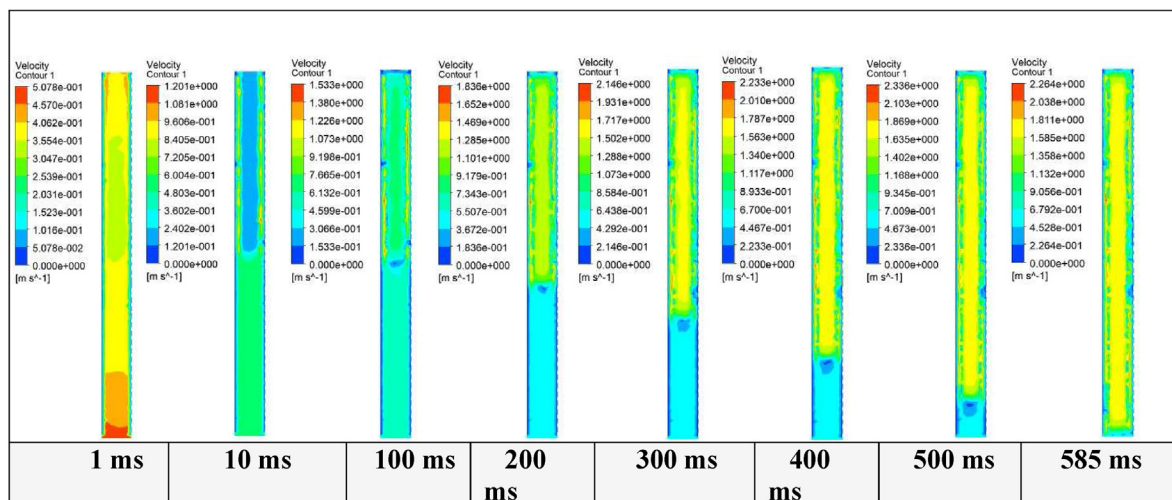 Velocity
Contour 1
5.078e-001
4.570e-001
4.062e-001
3.554e-001
3.047e-001
2.539e-001
2.031e-001
1.523e-001
1.016e-001
5.078e-002
0.000e+000
[m s^-1]
Velocity
Contour 1
1.201e+000
1.081e+000
9.606e-001
8.405e-001
7.205e-001
6.004e-001
4.803e-001
3.602e-001
2.402e-001
1.201e-001
0.000e+000
[m s^-1]
Velocity
Contour 1
1.533e+000
1.380e+000
1.226e+000
1.073e+000
9.198e-001
7.665e-001
6.132e-001
4.599e-001
3.066e-001
1.533e-001
0.000e+000
[m s^-1]
Velocity
Contour 1
1.836e+000
1.652e+000
1.469e+000
1.285e+000
1.101e+000
9.179e-001
7.343e-001
5.507e-001
3.672e-001
1.836e-001
0.000e+000
[m s^-1]
Velocity
Contour 1
2.146e+000
1.931e+000
1.717e+000
1.502e+000
1.288e+000
1.073e+000
8.584e-001
6.438e-001
4.292e-001
2.146e-001
0.000e+000
[m s^-1]
Velocity
Contour 1
2.233e+000
2.010e+000
1.787e+000
1.563e+000
1.340e+000
1.117e+000
8.933e-001
6.700e-001
4.467e-001
2.233e-001
0.000e+000
[m s^-1]
Velocity
Contour 1
2.336e+000
2.103e+000
1.869e+000
1.635e+000
1.402e+000
1.168e+000
9.345e-001
7.009e-001
4.673e-001
2.336e-001
0.000e+000
[m s^-1]
Velocity
Contour 1
2.264e+000
2.038e+000
1.811e+000
1.585e+000
1.358e+000
1.132e+000
9.056e-001
6.792e-001
4.528e-001
2.264e-001
0.000e+000
[m s^-1]
1 ms
10 ms
100 ms
200
ms
300 ms
400
ms
500 ms
585 ms